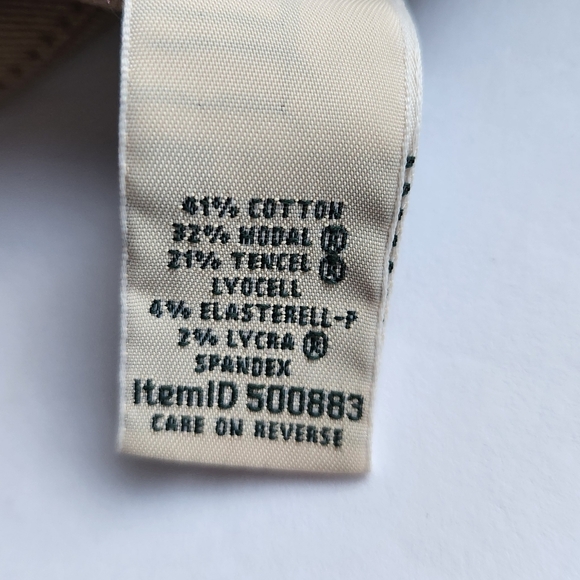 41% COTTON
32% MODAL ®
21% TENCEL ®
LYOCELL
4% ELASTERELL-P
2% LYCRA ®
SPANDEX
ItemID 500883
CARE ON REVERSE